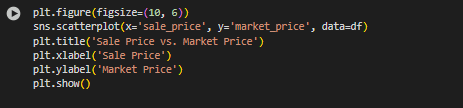 plt.figure(figsize=(10, 6))
sns.scatterplot(x='sale_price', y='market_price', data=df)
plt.title('Sale Price vs. Market Price')
plt.xlabel('Sale Price')
plt.ylabel('Market Price')
plt.show()